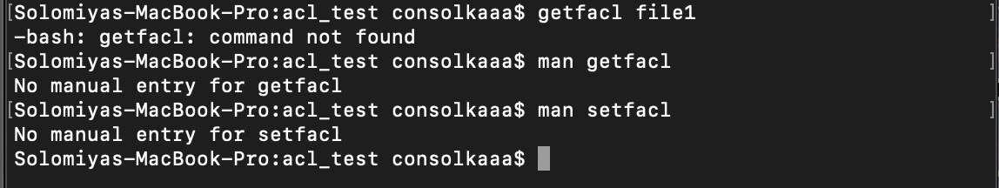 [Solomiyas-MacBook-Pro:acl_test consolkaaa$ getfacl file1 ]
-bash: getfacl: command not found
[Solomiyas-MacBook-Pro:acl_test consolkaaa$ man getfacl ]
No manual entry for getfacl
[Solomiyas-MacBook-Pro:acl_test consolkaaa$ man setfacl ]
No manual entry for setfacl
Solomiyas-MacBook-Pro:acl_test consolkaaa$